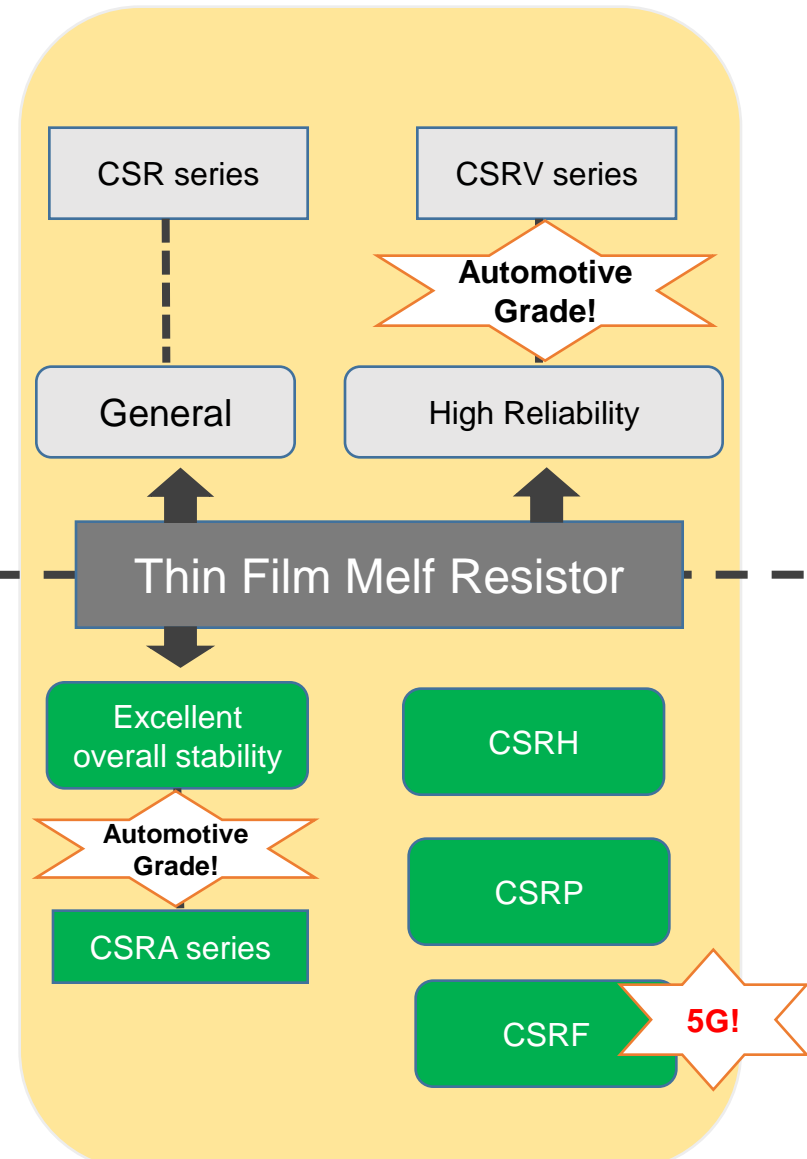 CSR series
CSRV series
Automotive
Grade!
General
High Reliability
Thin Film Melf Resistor
Excellent
overall stability
CSRH
Automotive
Grade!
CSRP
CSRA series
CSRF
5G!